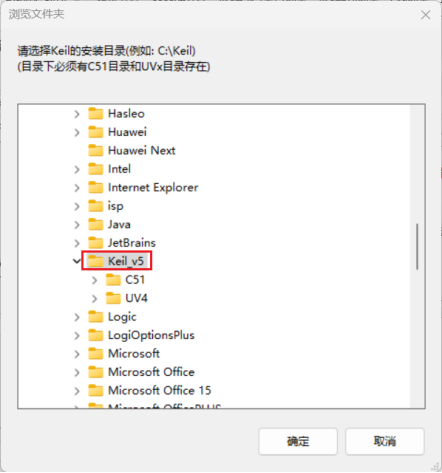 浏览文件夹
请选择Keil的安装目录(例如: C:\Keil)
(目录下必须有C51目录和UVx目录存在)
Hasleo
Huawei
Huawei Next
Intel
Internet Explorer
isp
Java
JetBrains
Keil_v5
C51
UV4
Logic
LogiOptionsPlus
Microsoft
Microsoft Office
Microsoft Office 15
Microsoft OfficePLUS
确定
取消